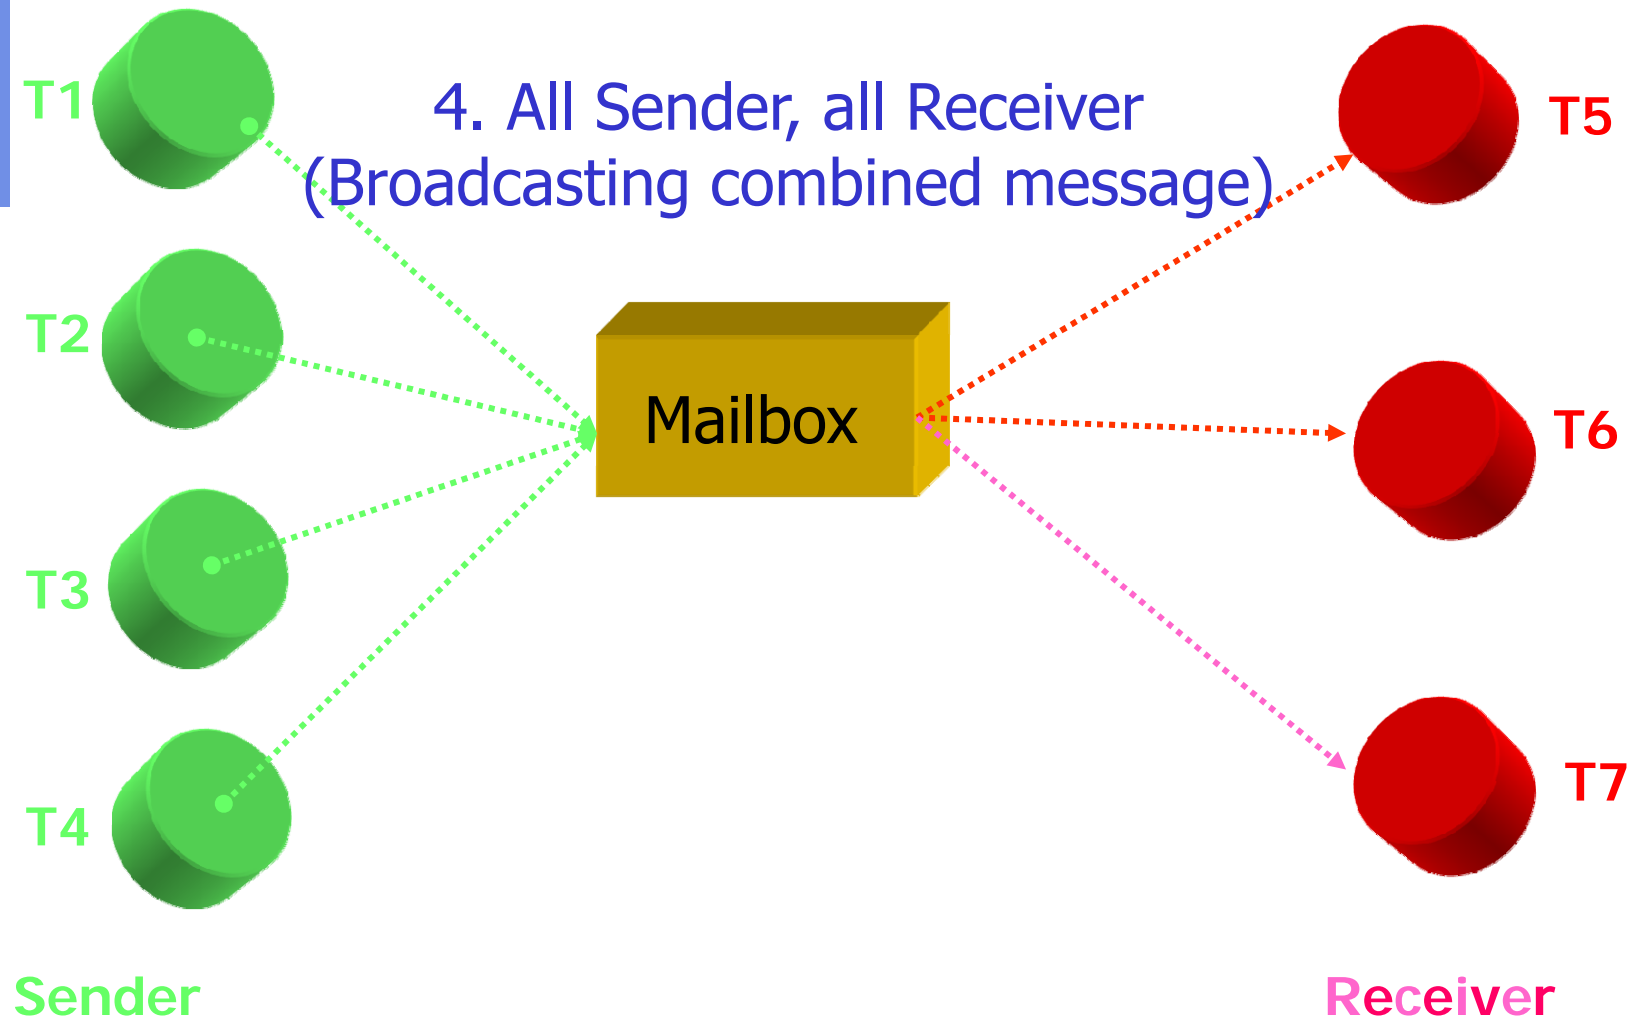 4. All Sender, all Receiver
(Broadcasting combined message)
T1
T2
T3
T4
Mailbox
T5
T6
T7
Sender
Receiver